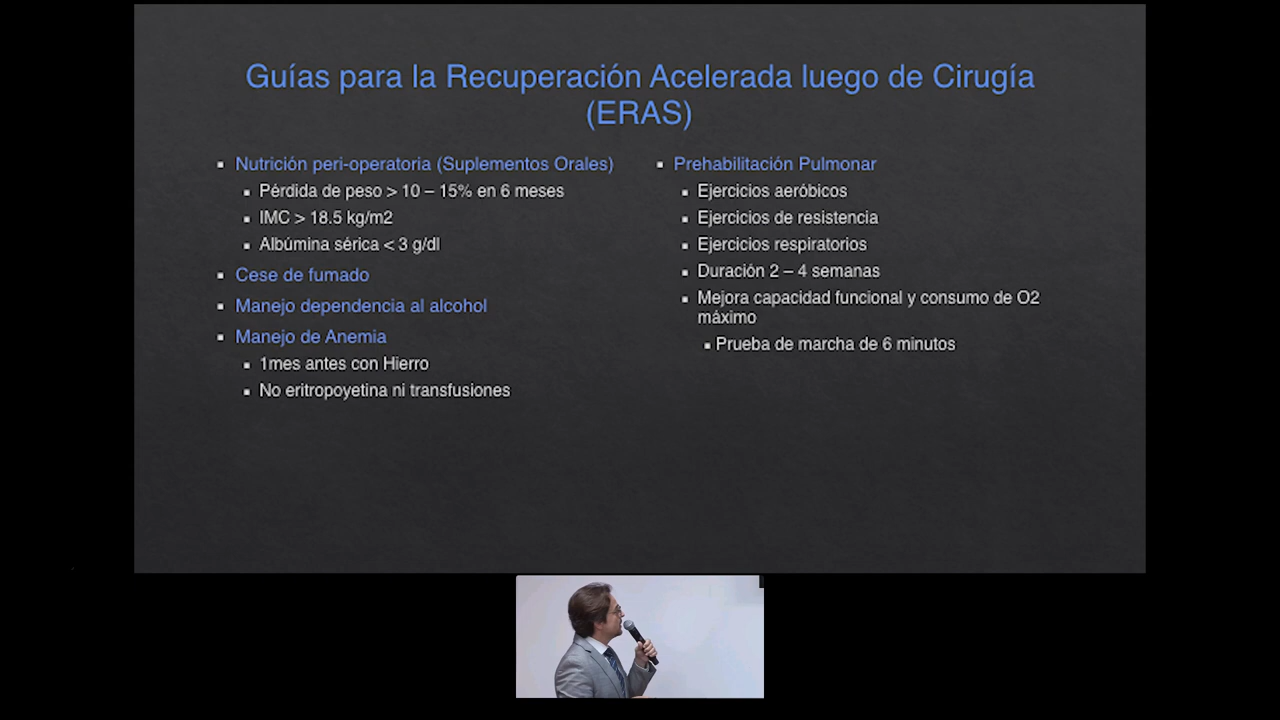 Guías para la Recuperación Acelerada luego de Cirugía
(ERAS)
▪ Nutrición peri-operatoria (Suplementos Orales)
▪ Pérdida de peso > 10 – 15% en 6 meses
▪ IMC > 18.5 kg/m2
▪ Albúmina sérica < 3 g/dl
▪ Cese de fumado
▪ Manejo dependencia al alcohol
▪ Manejo de Anemia
▪ 1mes antes con Hierro
▪ No eritropoyetina ni transfusiones
▪ Prehabilitación Pulmonar
▪ Ejercicios aeróbicos
▪ Ejercicios de resistencia
▪ Ejercicios respiratorios
▪ Duración 2 – 4 semanas
▪ Mejora capacidad funcional y consumo de O2
máximo
▪ Prueba de marcha de 6 minutos